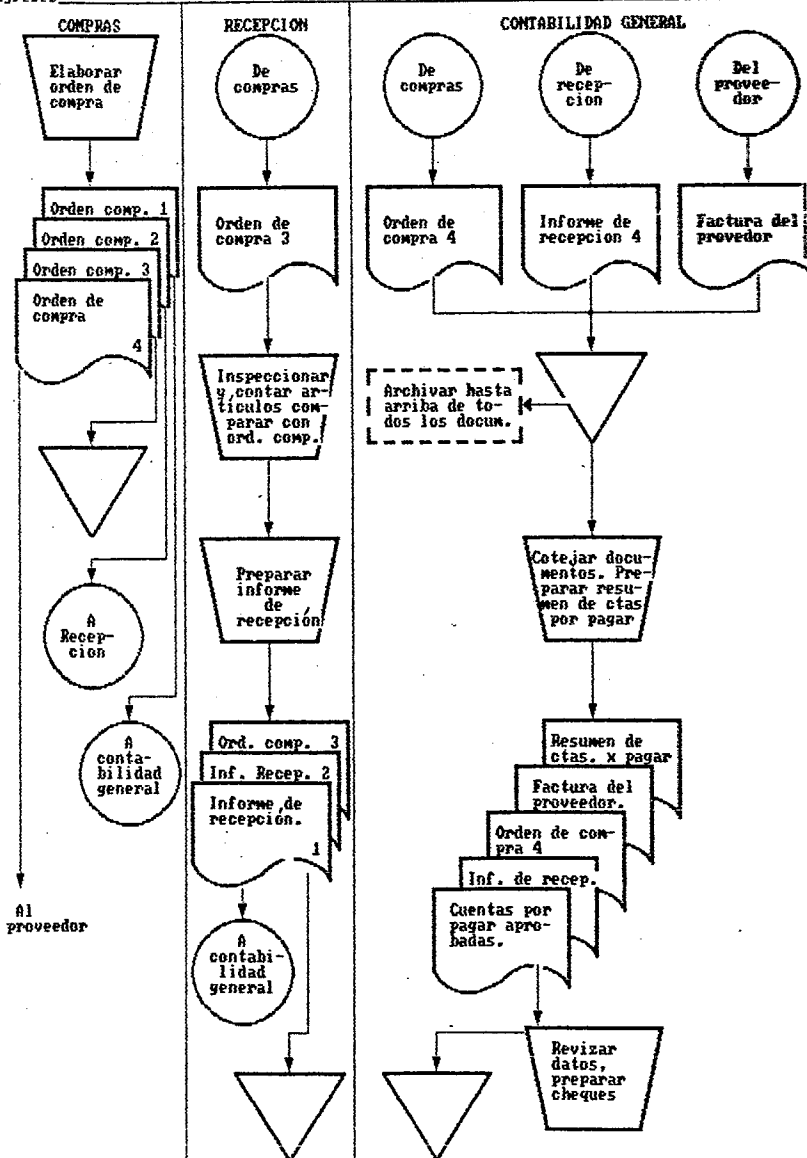 COMPRAS
Elaborar
orden de
compra
Orden comp. 1
Orden comp. 2
Orden comp. 3
Orden de
compra
4
A
Recep-
cion
A
conta-
bilidad
general
Al
proveedor
RECEPCION
De
compras
Orden de
compra 3
Inspeccionar
y contar ar-
tículos com-
parar con
ord. comp.
Preparar
informe
de
recepción
Ord. comp. 3
Inf. Recep. 2
Informe de
recepción.
1
A
contabi-
lidad
general
CONTABILIDAD GENERAL
De
compras
De
recep-
cion
Del
provee-
dor
Orden de
compra 4
Informe de
recepcion 4
Factura del
provedor
Archivar hasta
arriba de to-
dos los docum.
Cotejar docu-
mentos. Pre-
parar resu-
men de ctas
por pagar
Resumen de
ctas. x pagar
Factura del
proveedor.
Orden de com-
pra 4
Inf. de recep.
Cuentas por
pagar apro-
badas.
Revizar
datos,
preparar
cheques